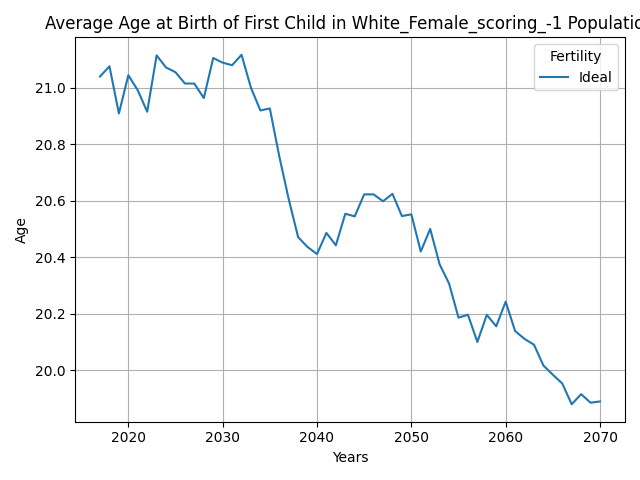 Average Age at Birth of First Child in White_Female_scoring_-1 Populatio
Fertility
Ideal
Age
21.0
20.8
20.6
20.4
20.2
20.0
2020 2030 2040 2050 2060 2070
Years